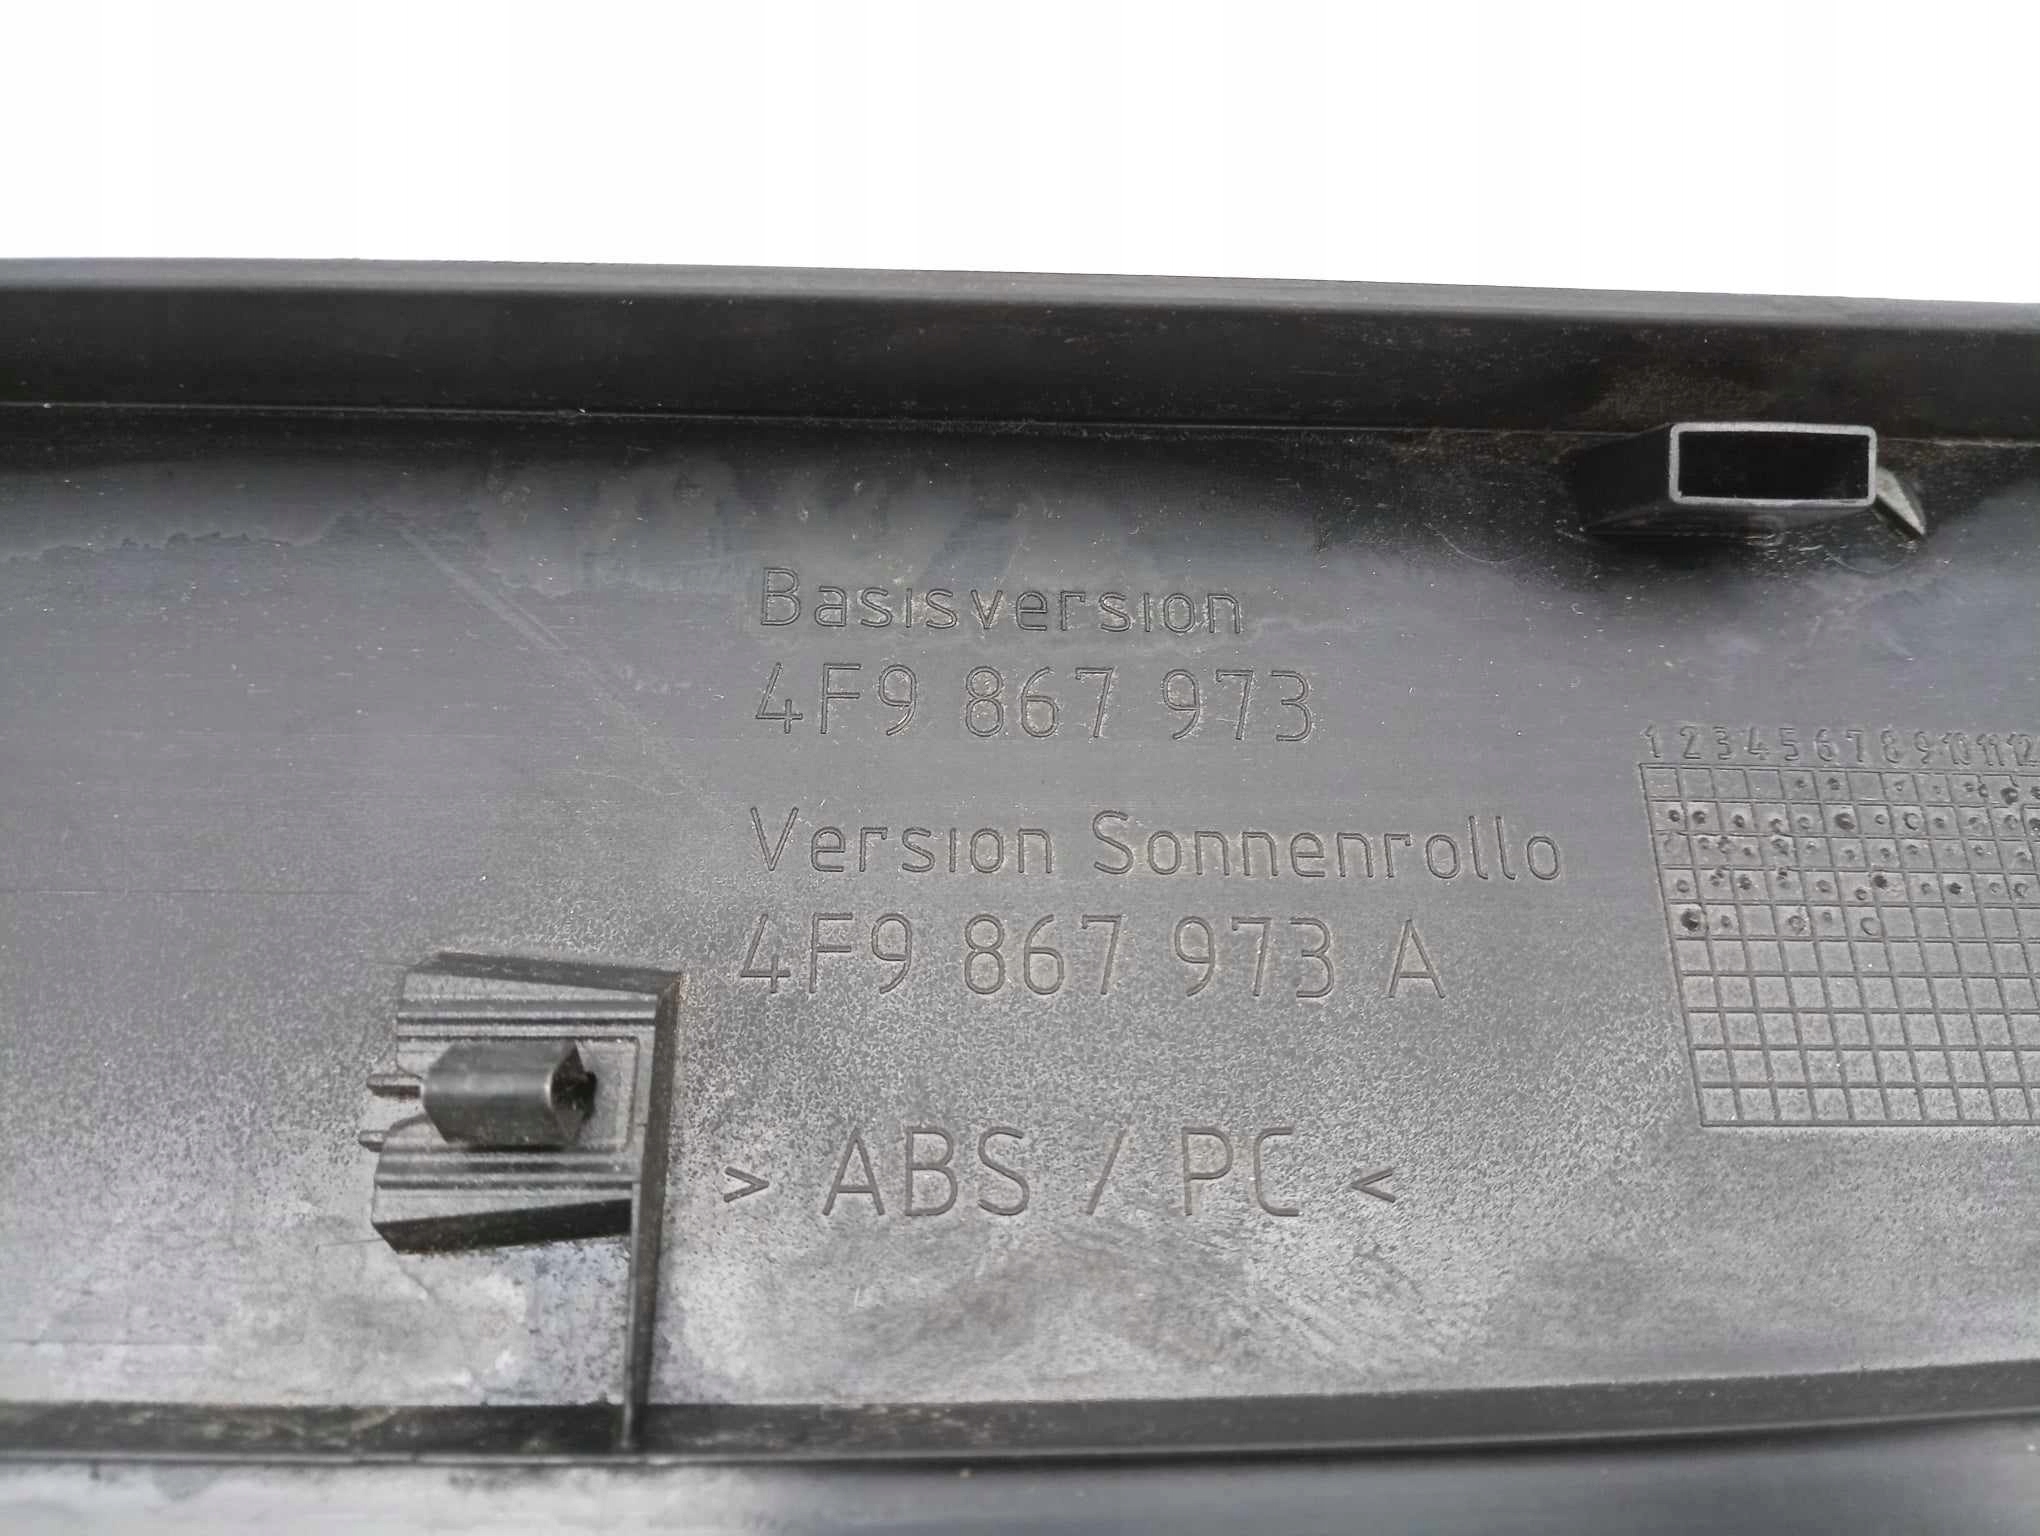 Basisversion
4F9 867 973
1 2 3 4 5 6 7 8 9 10 11 12
Version Sonnenrollo
4F9 867 973 A
> ABS / PC <